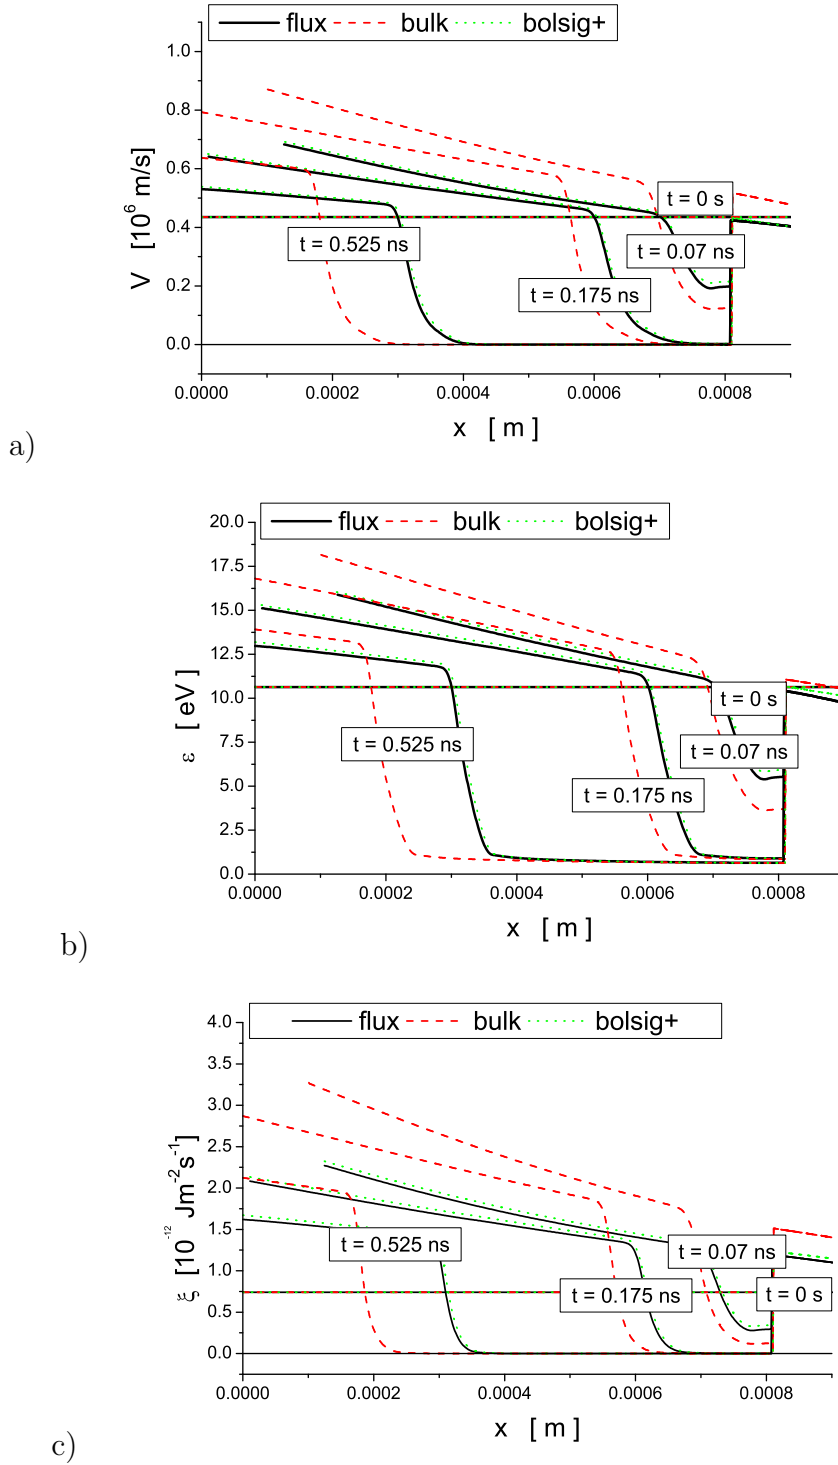 flux bulk bolsig+
1.0
0.8
0.6
0.4
0.2
0.0
V [10⁶ m/s]
t = 0 s
t = 0.525 ns
t = 0.07 ns
t = 0.175 ns
0.0000 0.0002 0.0004 0.0006 0.0008
x [ m ]
a)
flux bulk bolsig+
20.0
17.5
15.0
12.5
10.0
7.5
5.0
2.5
0.0
ε [ eV ]
t = 0 s
t = 0.525 ns
t = 0.07 ns
t = 0.175 ns
0.0000 0.0002 0.0004 0.0006 0.0008
x [ m ]
b)
flux bulk bolsig+
4.0
3.5
3.0
2.5
2.0
1.5
1.0
0.5
0.0
ξ [10⁻¹² Jm⁻²s⁻¹]
t = 0.525 ns
t = 0.07 ns
t = 0.175 ns
t = 0 s
0.0000 0.0002 0.0004 0.0006 0.0008
x [ m ]
c)